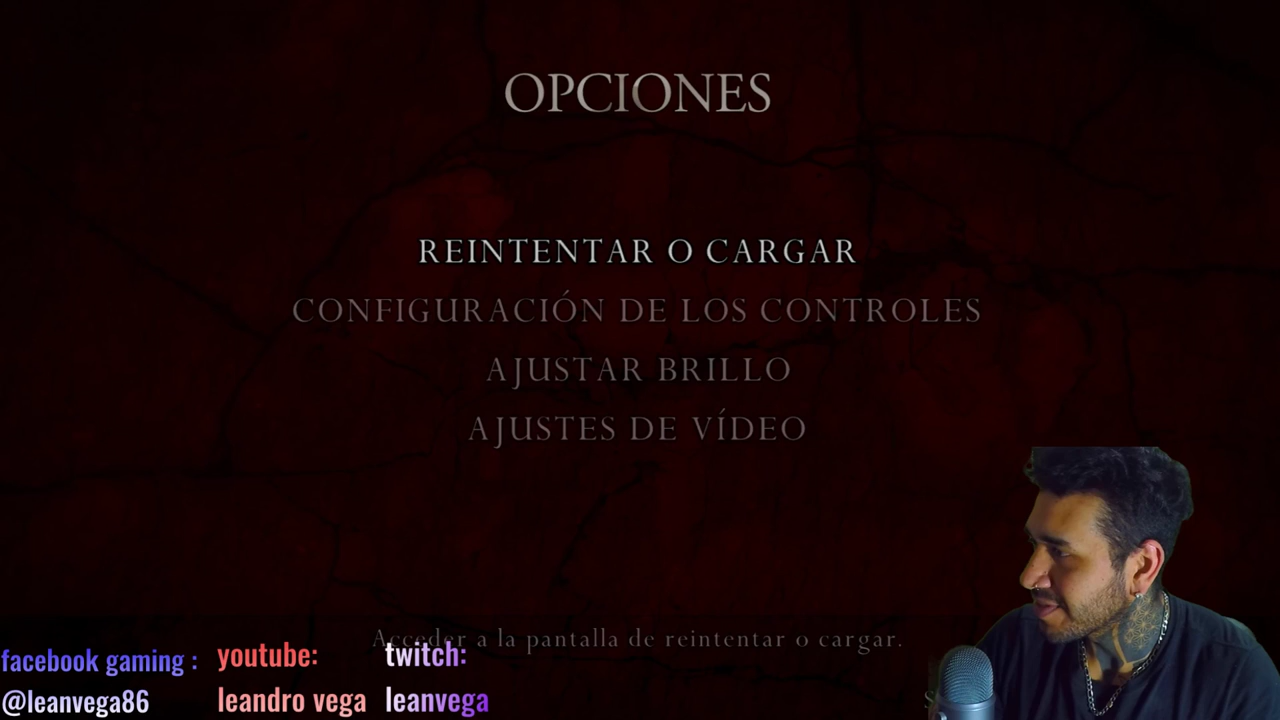 OPCIONES
REINTENTAR O CARGAR
CONFIGURACIÓN DE LOS CONTROLES
AJUSTAR BRILLO
AJUSTES DE VÍDEO
Acceder a la pantalla de reintentar o cargar.
facebook gaming :
@leanvega86
youtube:
leandro vega
twitch:
leanvega